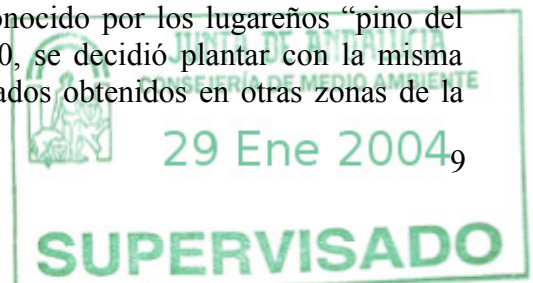 onocido por los lugareños “pino del
0, se decidió plantar con la misma
ados obtenidos en otras zonas de la
JUNTA DE ANDALUCIA
CONSEJERÍA DE MEDIO AMBIENTE
29 Ene 2004
9
SUPERVISADO